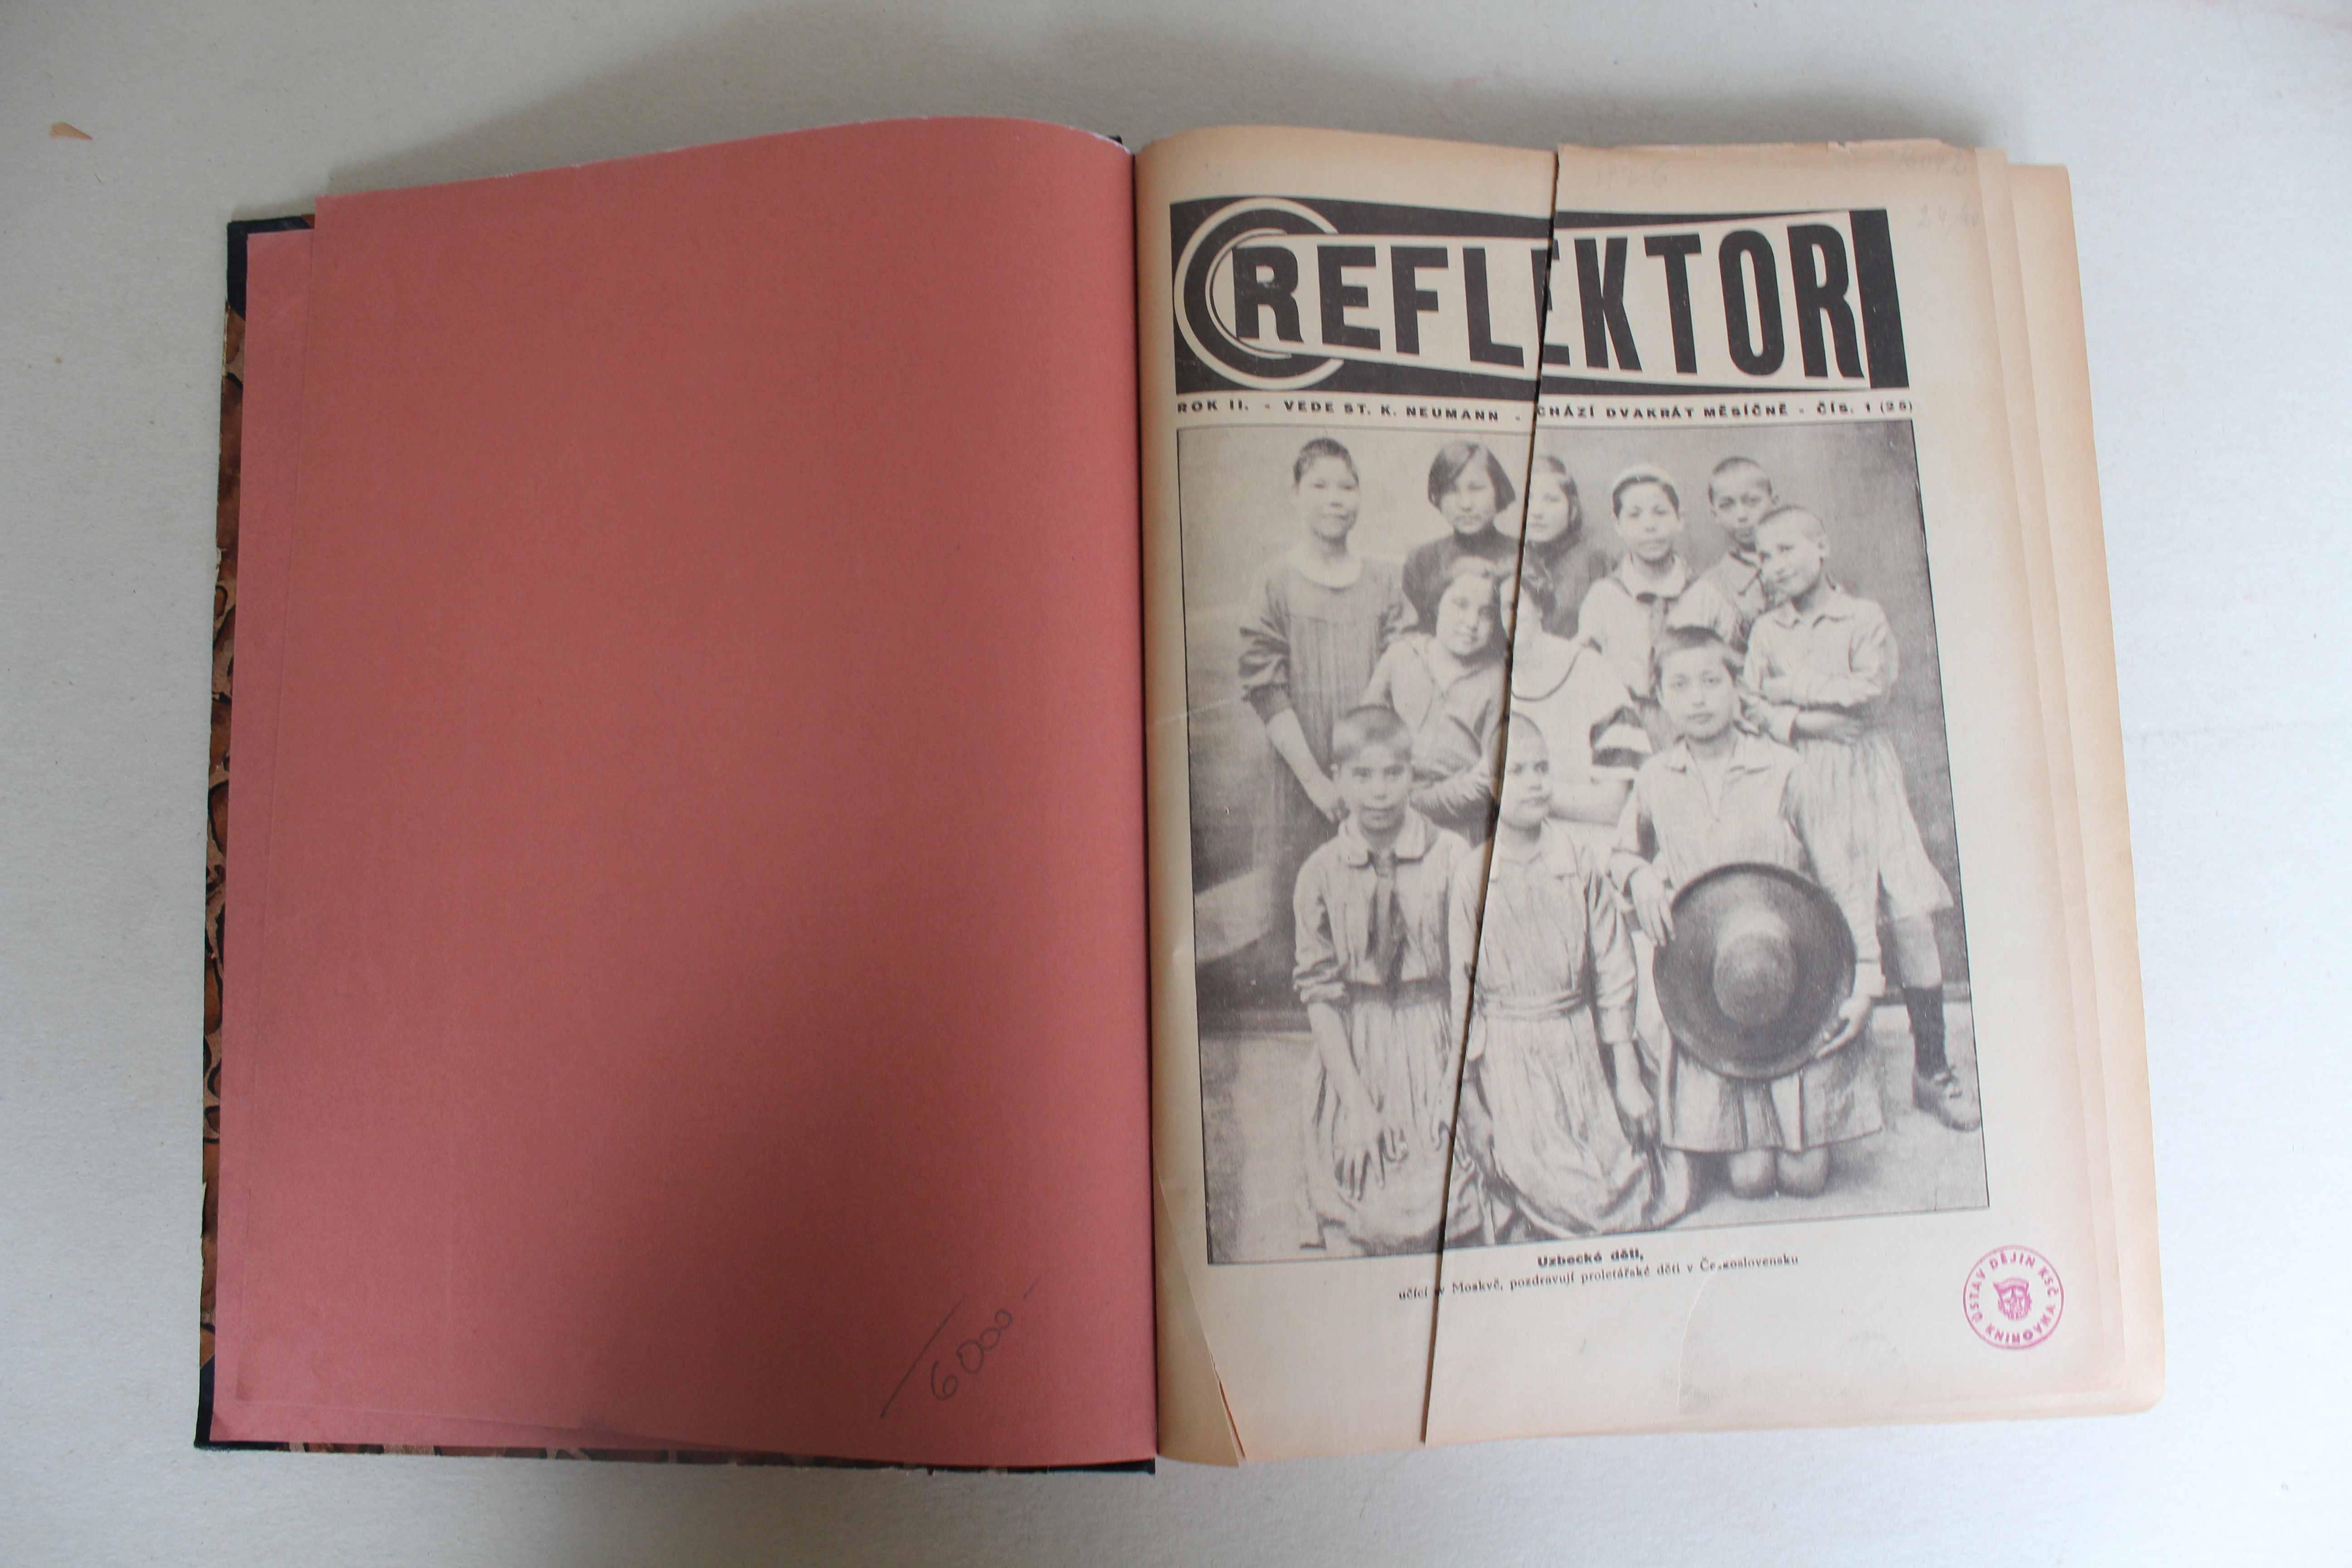 REFLEKTOR
ROK II. - VEDE ST. K. NEUMANN - CHÁZÍ DVAKRÁT MĚSÍČNĚ - ČÍS. 1 (25)
Uzbecké děti,
učící v Moskvě, pozdravují proletářské děti v Československu
ÚSTAV DĚJIN KSČ
KNIHOVNA
6000-